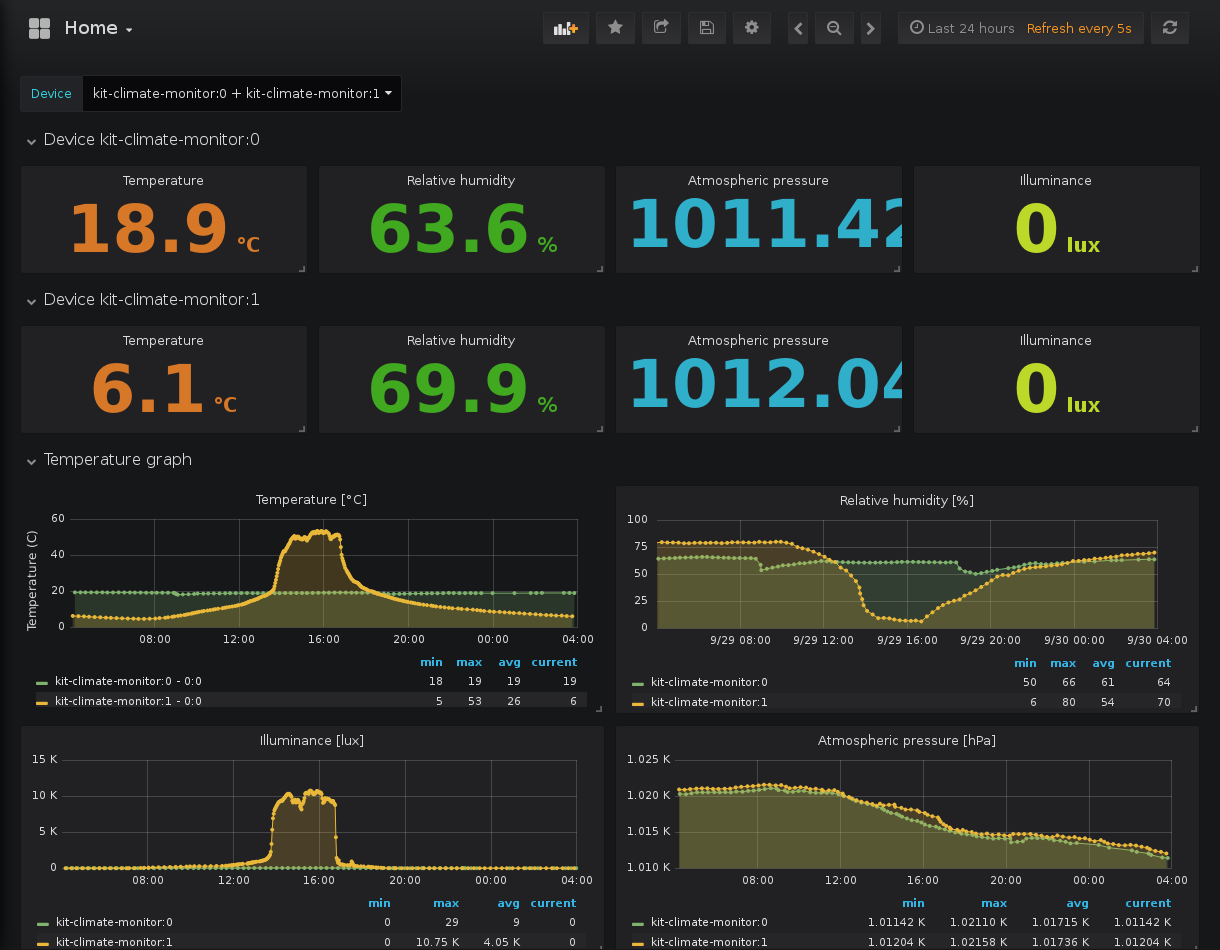 Home
Last 24 hours Refresh every 5s
Device kit-climate-monitor:0 + kit-climate-monitor:1
Device kit-climate-monitor:0
Temperature Relative humidity Atmospheric pressure Illuminance
18.9 °C 63.6 % 1011.42 0 lux
Device kit-climate-monitor:1
Temperature Relative humidity Atmospheric pressure Illuminance
6.1 °C 69.9 % 1012.04 0 lux
Temperature graph
Temperature [°C]
Temperature (C)
60
40
20
0
08:00 12:00 16:00 20:00 00:00 04:00
min max avg current
kit-climate-monitor:0 - 0:0 18 19 19 19
kit-climate-monitor:1 - 0:0 5 53 26 6
Relative humidity [%]
100
75
50
25
0
9/29 08:00 9/29 12:00 9/29 16:00 9/29 20:00 9/30 00:00 9/30 04:00
min max avg current
kit-climate-monitor:0 50 66 61 64
kit-climate-monitor:1 6 80 54 70
Illuminance [lux]
15 K
10 K
5 K
0
08:00 12:00 16:00 20:00 00:00 04:00
min max avg current
kit-climate-monitor:0 0 29 9 0
kit-climate-monitor:1 0 10.75 K 4.05 K 0
Atmospheric pressure [hPa]
1.025 K
1.020 K
1.015 K
1.010 K
08:00 12:00 16:00 20:00 00:00 04:00
min max avg current
kit-climate-monitor:0 1.01142 K 1.02110 K 1.01715 K 1.01142 K
kit-climate-monitor:1 1.01204 K 1.02158 K 1.01736 K 1.01204 K